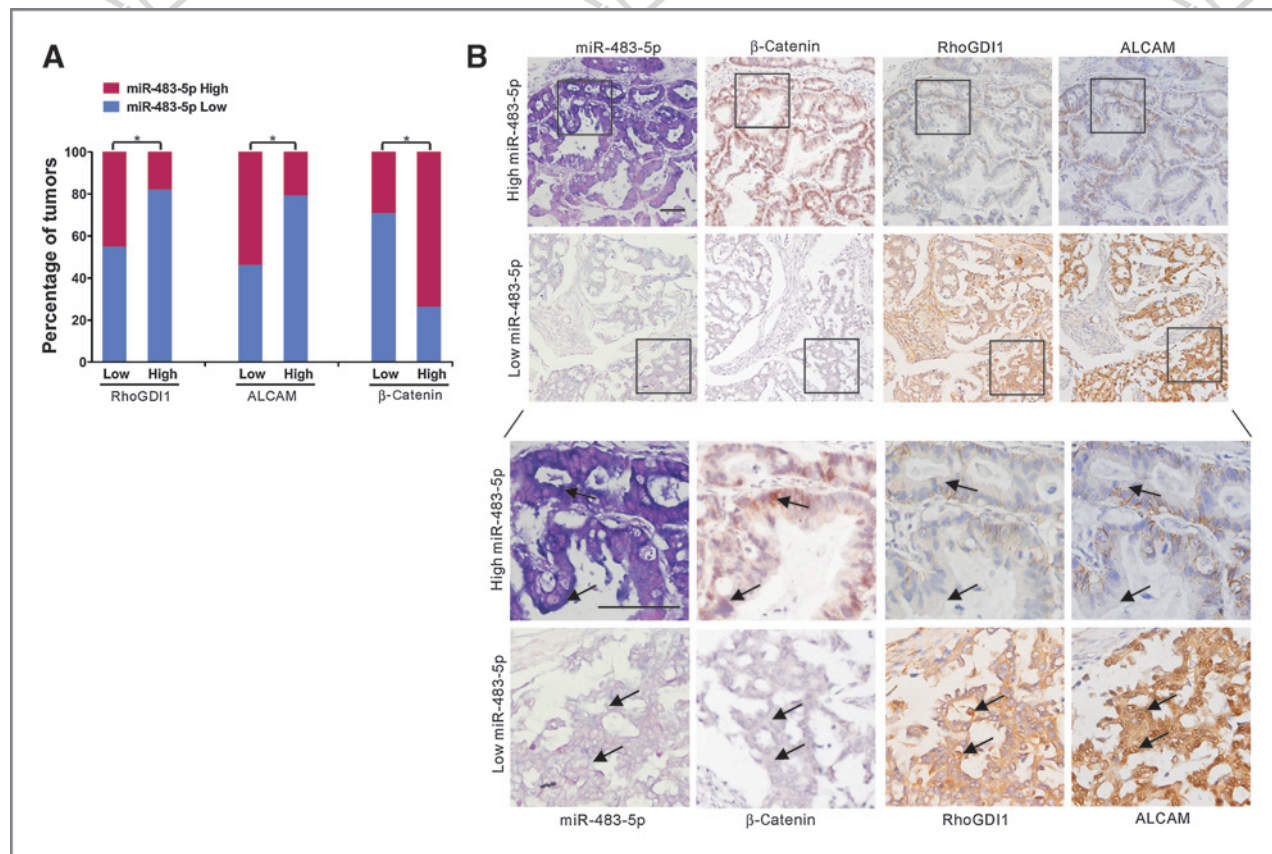 A
miR-483-5p High
miR-483-5p Low
* * *
Percentage of tumors
100
80
60
40
20
0
Low High Low High Low High
RhoGDI1 ALCAM β-Catenin
B
miR-483-5p β-Catenin RhoGDI1 ALCAM
High miR-483-5p
Low miR-483-5p
High miR-483-5p
Low miR-483-5p
miR-483-5p β-Catenin RhoGDI1 ALCAM